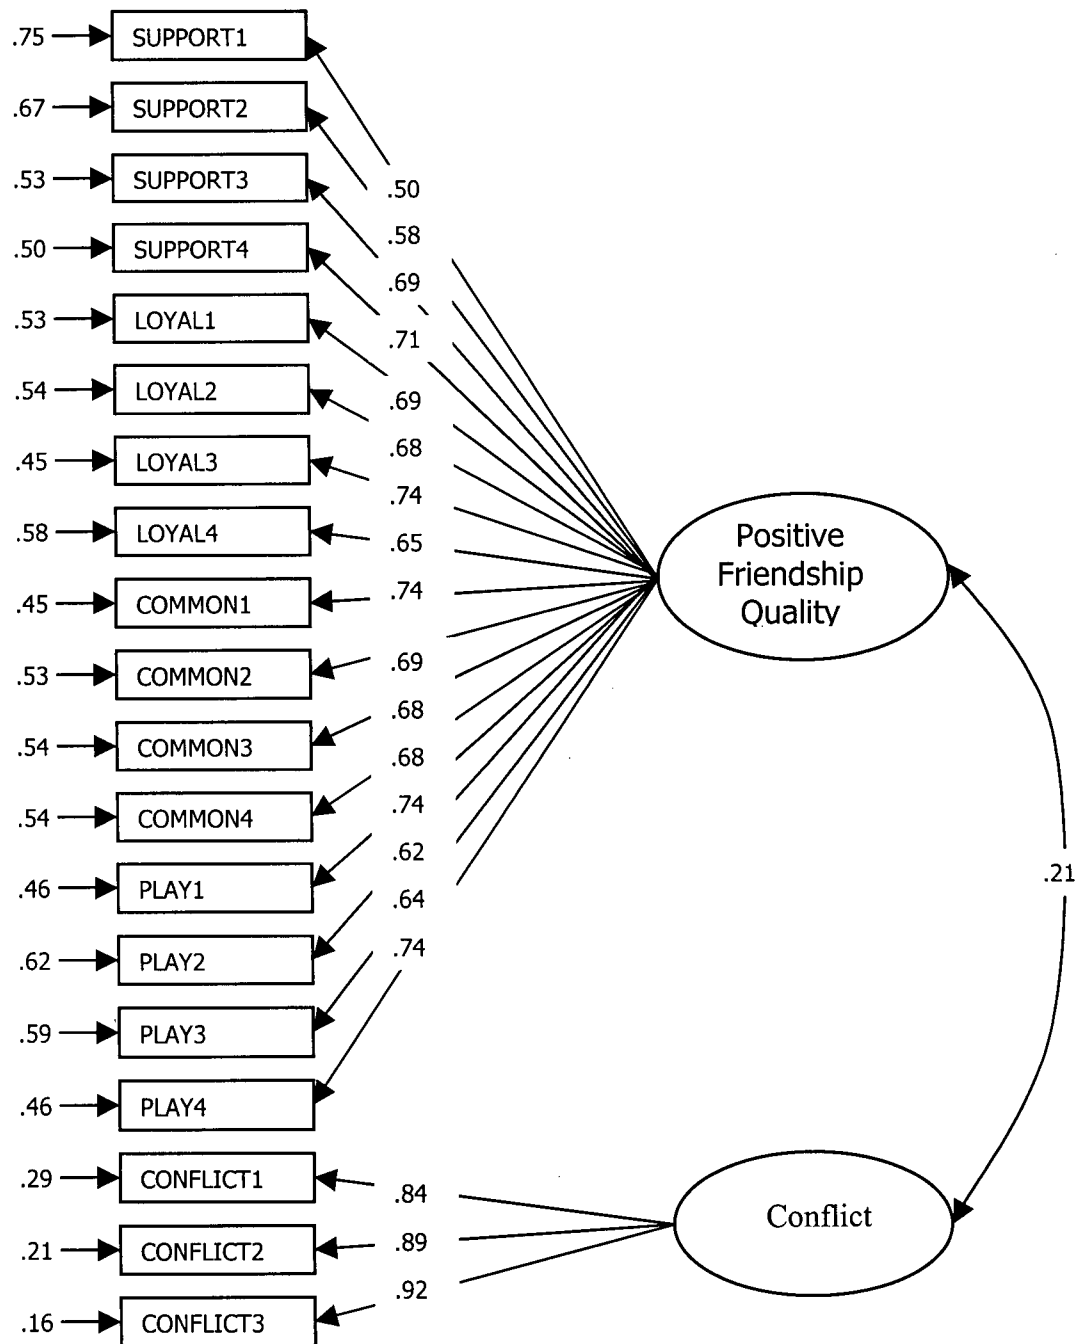 .75 SUPPORT1
.67 SUPPORT2
.53 SUPPORT3
.50
.50 SUPPORT4
.58
.69
.53 LOYAL1
.71
.54 LOYAL2
.69
.68
.45 LOYAL3
.74
.58 LOYAL4
.65
Positive
Friendship
Quality
.45 COMMON1
.74
.53 COMMON2
.69
.68
.54 COMMON3
.68
.54 COMMON4
.74
.62
.21
.46 PLAY1
.64
.74
.62 PLAY2
.59 PLAY3
.46 PLAY4
.29 CONFLICT1
.84
Conflict
.21 CONFLICT2
.89
.92
.16 CONFLICT3